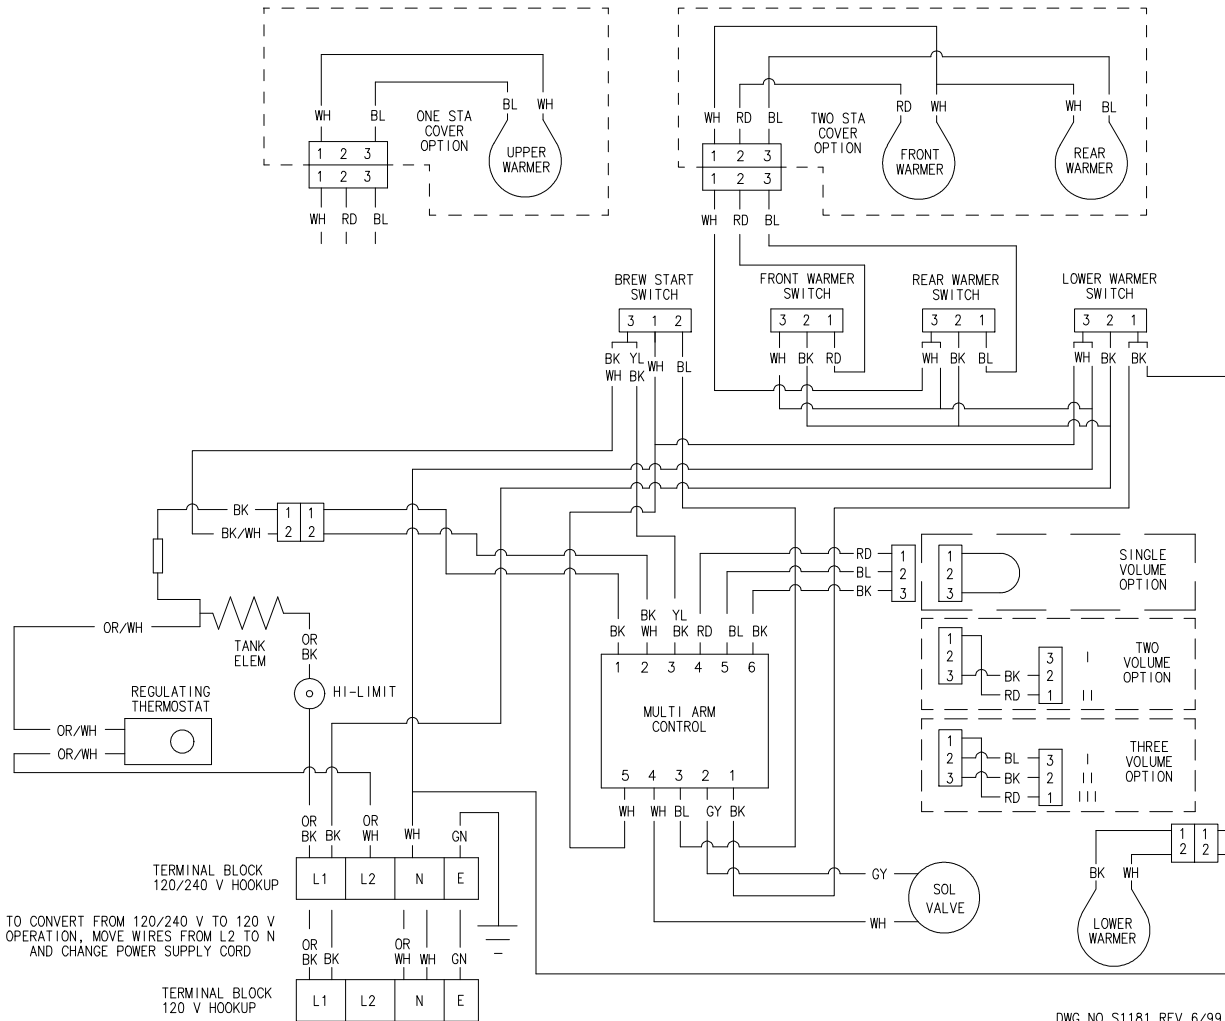 BL WH
WH BL
ONE STA
COVER
OPTION
UPPER
WARMER
1 2 3
1 2 3
WH RD BL
WH RD BL
TWO STA
COVER
OPTION
RD WH
FRONT
WARMER
WH BL
REAR
WARMER
1 2 3
1 2 3
WH RD BL
BREW START
SWITCH
3 1 2
BK
WH
YL
BK
WH
BL
FRONT WARMER
SWITCH
3 2 1
WH BK RD
REAR WARMER
SWITCH
3 2 1
WH BK BL
LOWER WARMER
SWITCH
3 2 1
WH BK BK
BK
BK/WH
1 1
2 2
OR/WH
TANK
ELEM
OR
BK
HI-LIMIT
REGULATING
THERMOSTAT
OR/WH
OR/WH
BK
BK
WH
YL
BK
RD
BL
BK
1 2 3 4 5 6
MULTI ARM
CONTROL
5 4 3 2 1
WH WH BL GY BK
RD
BL
BK
1
2
3
1
2
3
SINGLE
VOLUME
OPTION
1
2
3
BK
RD
3
2
1
I
II
TWO
VOLUME
OPTION
1
2
3
BL
BK
RD
3
2
1
I
II
III
THREE
VOLUME
OPTION
OR
BK
BK
OR
WH
WH
GN
TERMINAL BLOCK
120/240 V HOOKUP
L1 L2 N E
GY
WH
SOL
VALVE
1 1
2 2
BK WH
LOWER
WARMER
TO CONVERT FROM 120/240 V TO 120 V
OPERATION, MOVE WIRES FROM L2 TO N
AND CHANGE POWER SUPPLY CORD
OR
BK
BK
OR
WH
WH
GN
TERMINAL BLOCK
120 V HOOKUP
L1 L2 N E
DWG NO S1181 REV 6/99